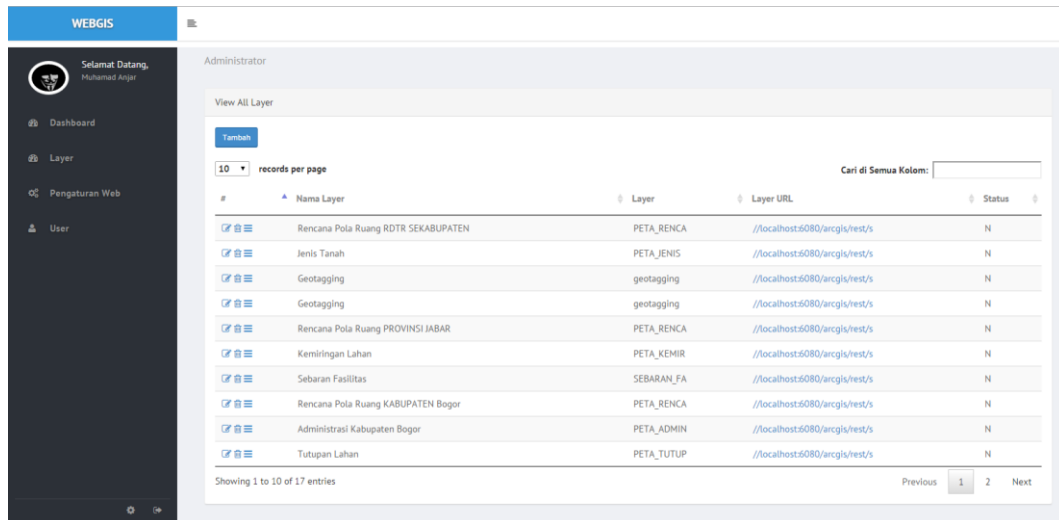 WEBGIS
Selamat Datang,
Muhamad Anjar
Dashboard
Layer
Pengaturan Web
User
Administrator
View All Layer
Tambah
10 records per page
Cari di Semua Kolom:
# Nama Layer Layer Layer URL Status
Rencana Pola Ruang RDTR SEKABUPATEN PETA_RENCA //localhost:6080/arcgis/rest/s N
Jenis Tanah PETA_JENIS //localhost:6080/arcgis/rest/s N
Geotagging geotagging //localhost:6080/arcgis/rest/s N
Geotagging geotagging //localhost:6080/arcgis/rest/s N
Rencana Pola Ruang PROVINSI JABAR PETA_RENCA //localhost:6080/arcgis/rest/s N
Kemiringan Lahan PETA_KEMIR //localhost:6080/arcgis/rest/s N
Sebaran Fasilitas SEBARAN_FA //localhost:6080/arcgis/rest/s N
Rencana Pola Ruang KABUPATEN Bogor PETA_RENCA //localhost:6080/arcgis/rest/s N
Administrasi Kabupaten Bogor PETA_ADMIN //localhost:6080/arcgis/rest/s N
Tutupan Lahan PETA_TUTUP //localhost:6080/arcgis/rest/s N
Showing 1 to 10 of 17 entries
Previous 1 2 Next